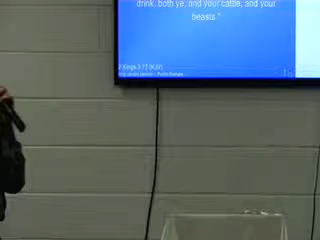 drink, both ye, and your cattle, and your
beasts."
2 Kings 3:17 (KJV)